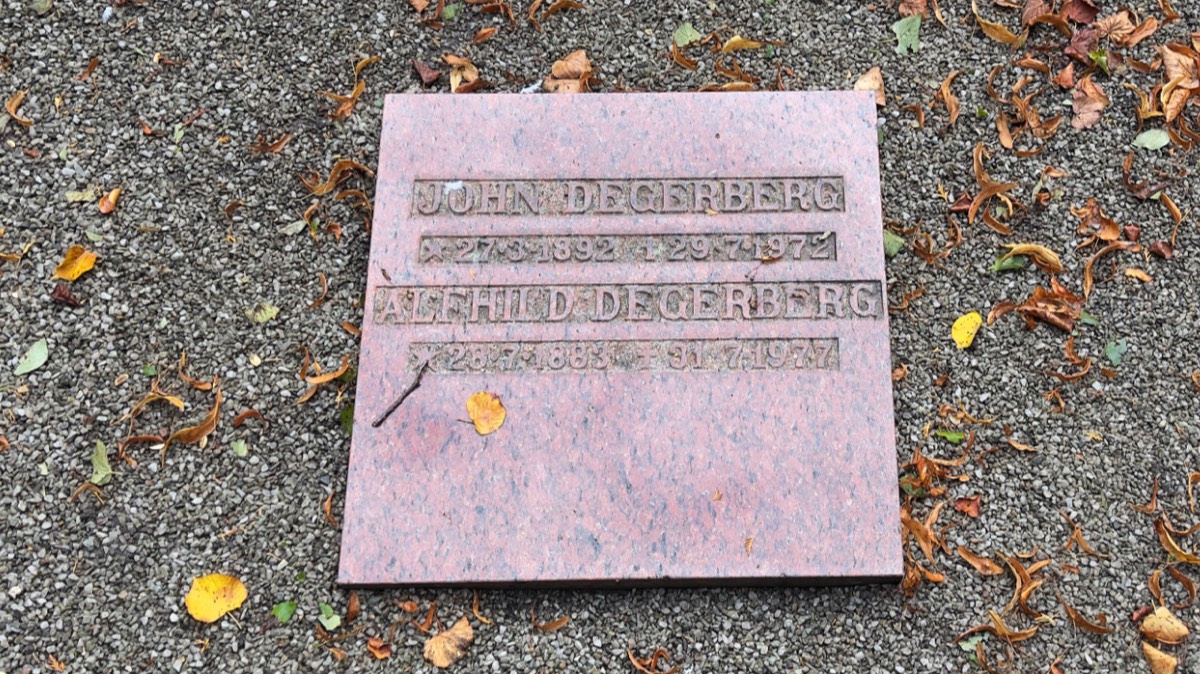 JOHN DEGERBERG
* 27·3·1892 † 29·7·1972
ALFHILD DEGERBERG
* 28·7·1883 † 31·7·1977